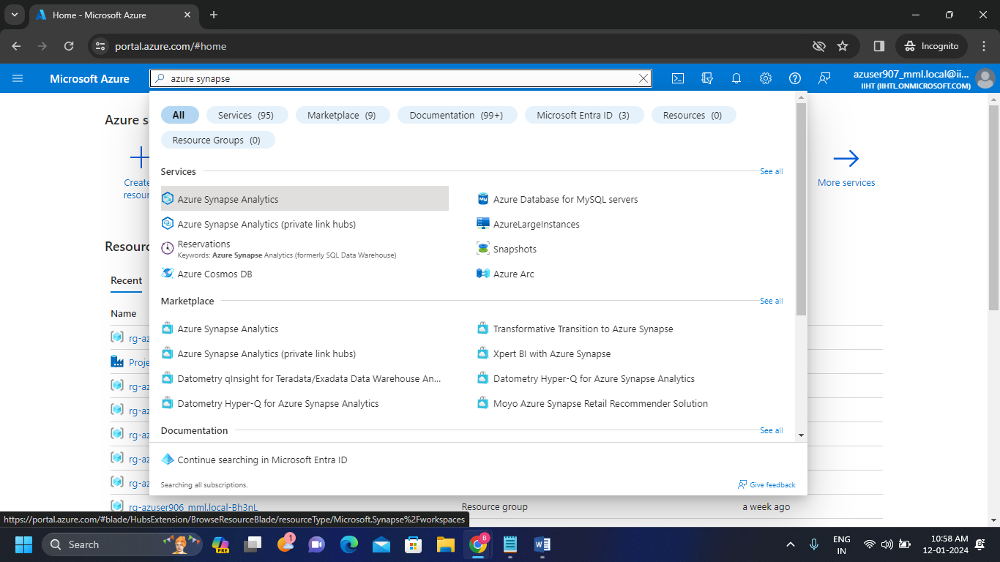 Home - Microsoft Azure
portal.azure.com/#home
Incognito
Microsoft Azure
azure synapse
azuser907_mml.local@ii...
IIHT (IIHTL.ONMICROSOFT.COM)
Azure s
Create
resour
More services
All
Services (95)
Marketplace (9)
Documentation (99+)
Microsoft Entra ID (3)
Resources (0)
Resource Groups (0)
Services
See all
Azure Synapse Analytics
Azure Database for MySQL servers
Azure Synapse Analytics (private link hubs)
AzureLargeInstances
Reservations
Keywords: Azure Synapse Analytics (formerly SQL Data Warehouse)
Snapshots
Azure Cosmos DB
Azure Arc
Marketplace
See all
Azure Synapse Analytics
Transformative Transition to Azure Synapse
Azure Synapse Analytics (private link hubs)
Xpert BI with Azure Synapse
Datometry qInsight for Teradata/Exadata Data Warehouse An...
Datometry Hyper-Q for Azure Synapse Analytics
Datometry Hyper-Q for Azure Synapse Analytics
Moyo Azure Synapse Retail Recommender Solution
Documentation
See all
Continue searching in Microsoft Entra ID
Searching all subscriptions.
Give feedback
Resourc
Recent
Name
rg-az
Proje
rg-az
rg-az
rg-az
rg-az
rg-az
rg-azuser906_mml.local-Bh3nL
Resource group
a week ago
https://portal.azure.com/#blade/HubsExtension/BrowseResourceBlade/resourceType/Microsoft.Synapse%2Fworkspaces
Search
PRE
1
8
ENG
IN
10:58 AM
12-01-2024